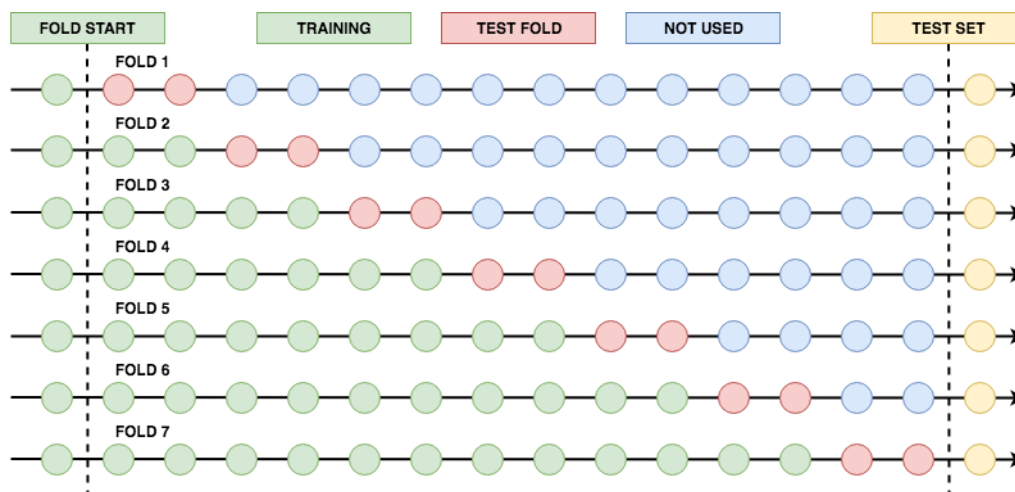 FOLD START
TRAINING
TEST FOLD
NOT USED
TEST SET
FOLD 1
FOLD 2
FOLD 3
FOLD 4
FOLD 5
FOLD 6
FOLD 7